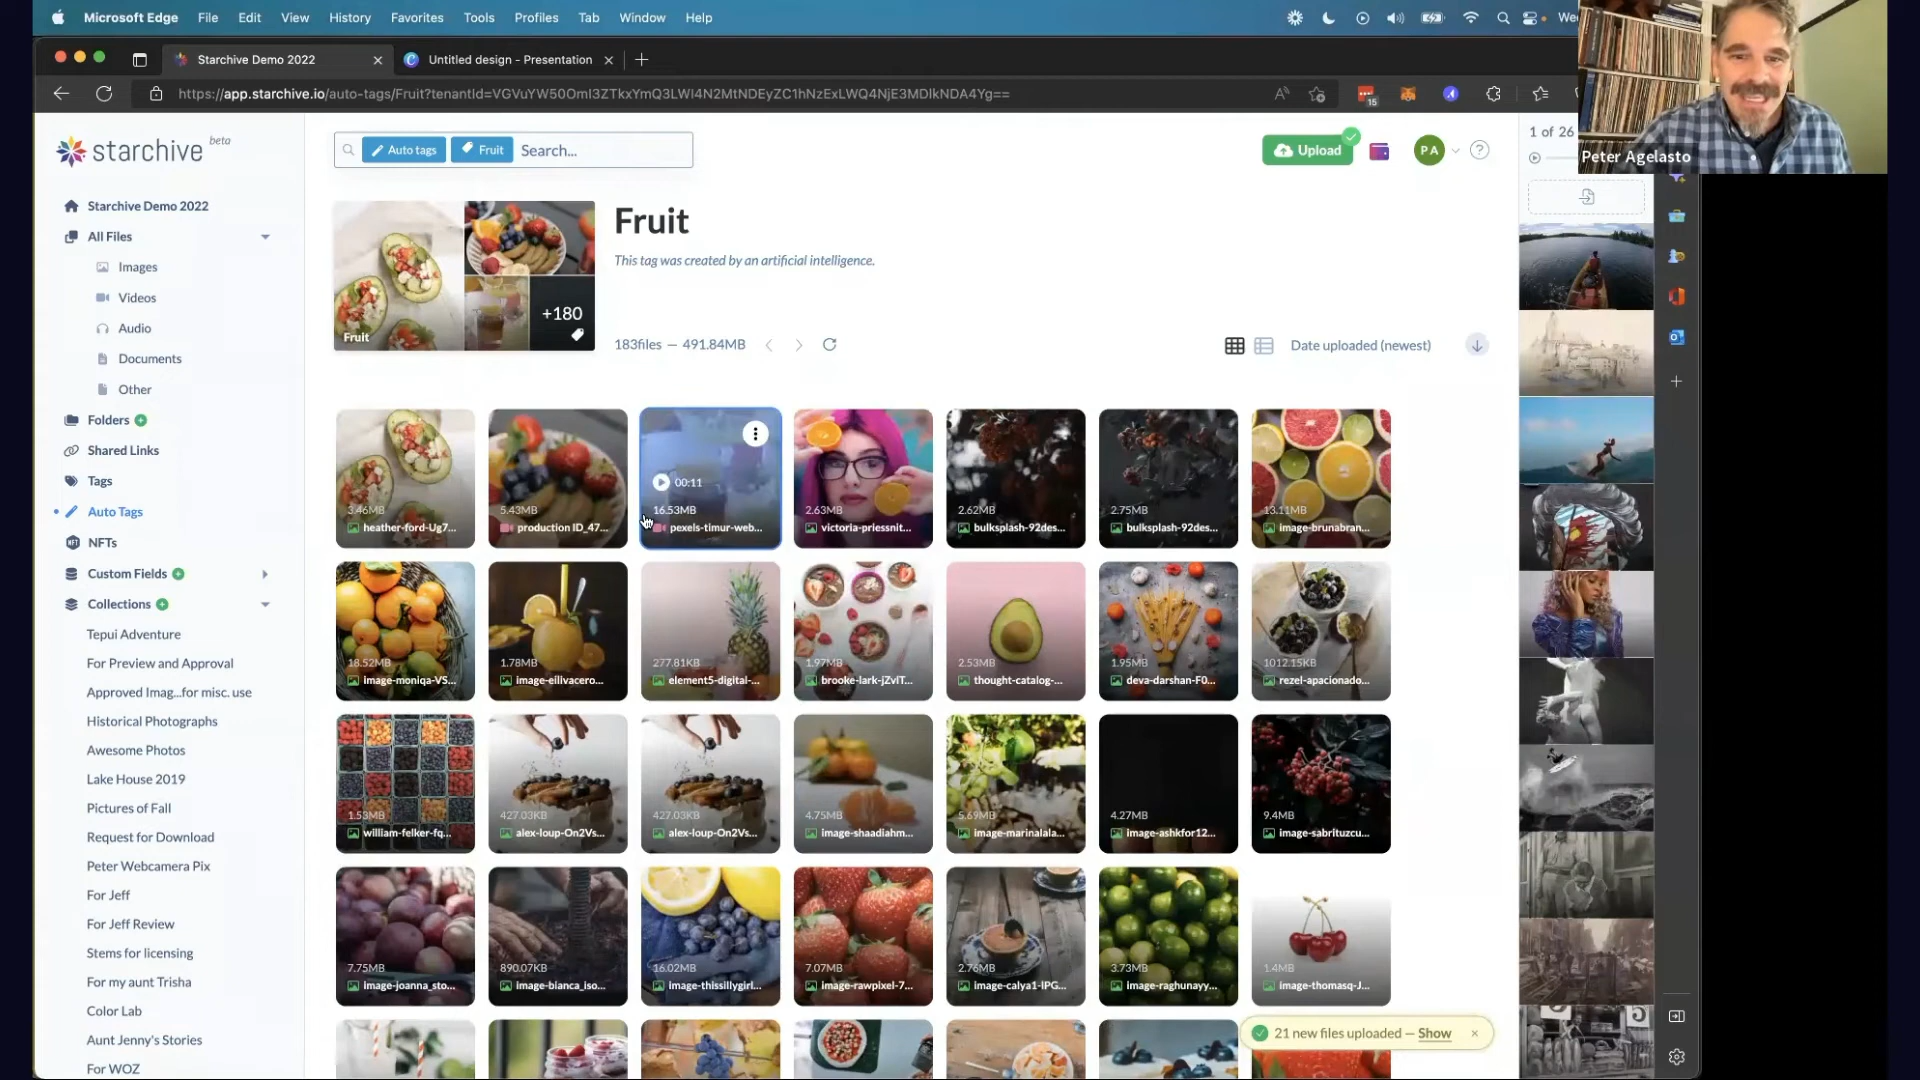 Microsoft Edge File Edit View History Favorites Tools Profiles Tab Window Help
Starchive Demo 2022
Untitled design - Presentation
https://app.starchive.io/auto-tags/Fruit?tenantId=VGVuYW50OmI3ZTkxYmQ3LWI4N2MtNDEyZC1hNzExLWQ4NjE3MDlkNDA4Yg==
15
starchive beta
Auto tags Fruit Search...
Upload
PA
1 of 26
Peter Agelasto
Starchive Demo 2022
All Files
Images
Videos
Audio
Documents
Other
Folders
Shared Links
Tags
Auto Tags
NFTs
Custom Fields
Collections
Tepui Adventure
For Preview and Approval
Approved Imag...for misc. use
Historical Photographs
Awesome Photos
Lake House 2019
Pictures of Fall
Request for Download
Peter Webcamera Pix
For Jeff
For Jeff Review
Stems for licensing
For my aunt Trisha
Color Lab
Aunt Jenny's Stories
For WOZ
Fruit
This tag was created by an artificial intelligence.
+180
Fruit
183files — 491.84MB
Date uploaded (newest)
00:11
3.46MB 5.43MB 16.53MB 2.63MB 2.62MB 2.75MB 13.11MB
heather-ford-Ug7... production ID_47... pexels-timur-web... victoria-priessnit... bulksplash-92des... bulksplash-92des... image-brunabran...
18.52MB 1.78MB 277.81KB 1.97MB 2.53MB 1.95MB 1012.15KB
image-moniqa-VS... image-eilivacero... element5-digital-... brooke-lark-jZvIT... thought-catalog-... deva-darshan-F0... rezel-apacionado...
1.53MB 427.03KB 427.03KB 4.75MB 5.69MB 4.27MB 9.4MB
william-felker-fq... alex-loup-On2Vs... alex-loup-On2Vs... image-shaadiahm... image-marinalala... image-ashkfor12... image-sabrituzcu...
7.75MB 890.07KB 16.02MB 7.07MB 2.76MB 3.73MB 1.4MB
image-joanna_sto... image-bianca_iso... image-thissillygirl... image-rawpixel-7... image-calya1-IPG... image-raghunayy... image-thomasq-J...
21 new files uploaded — Show